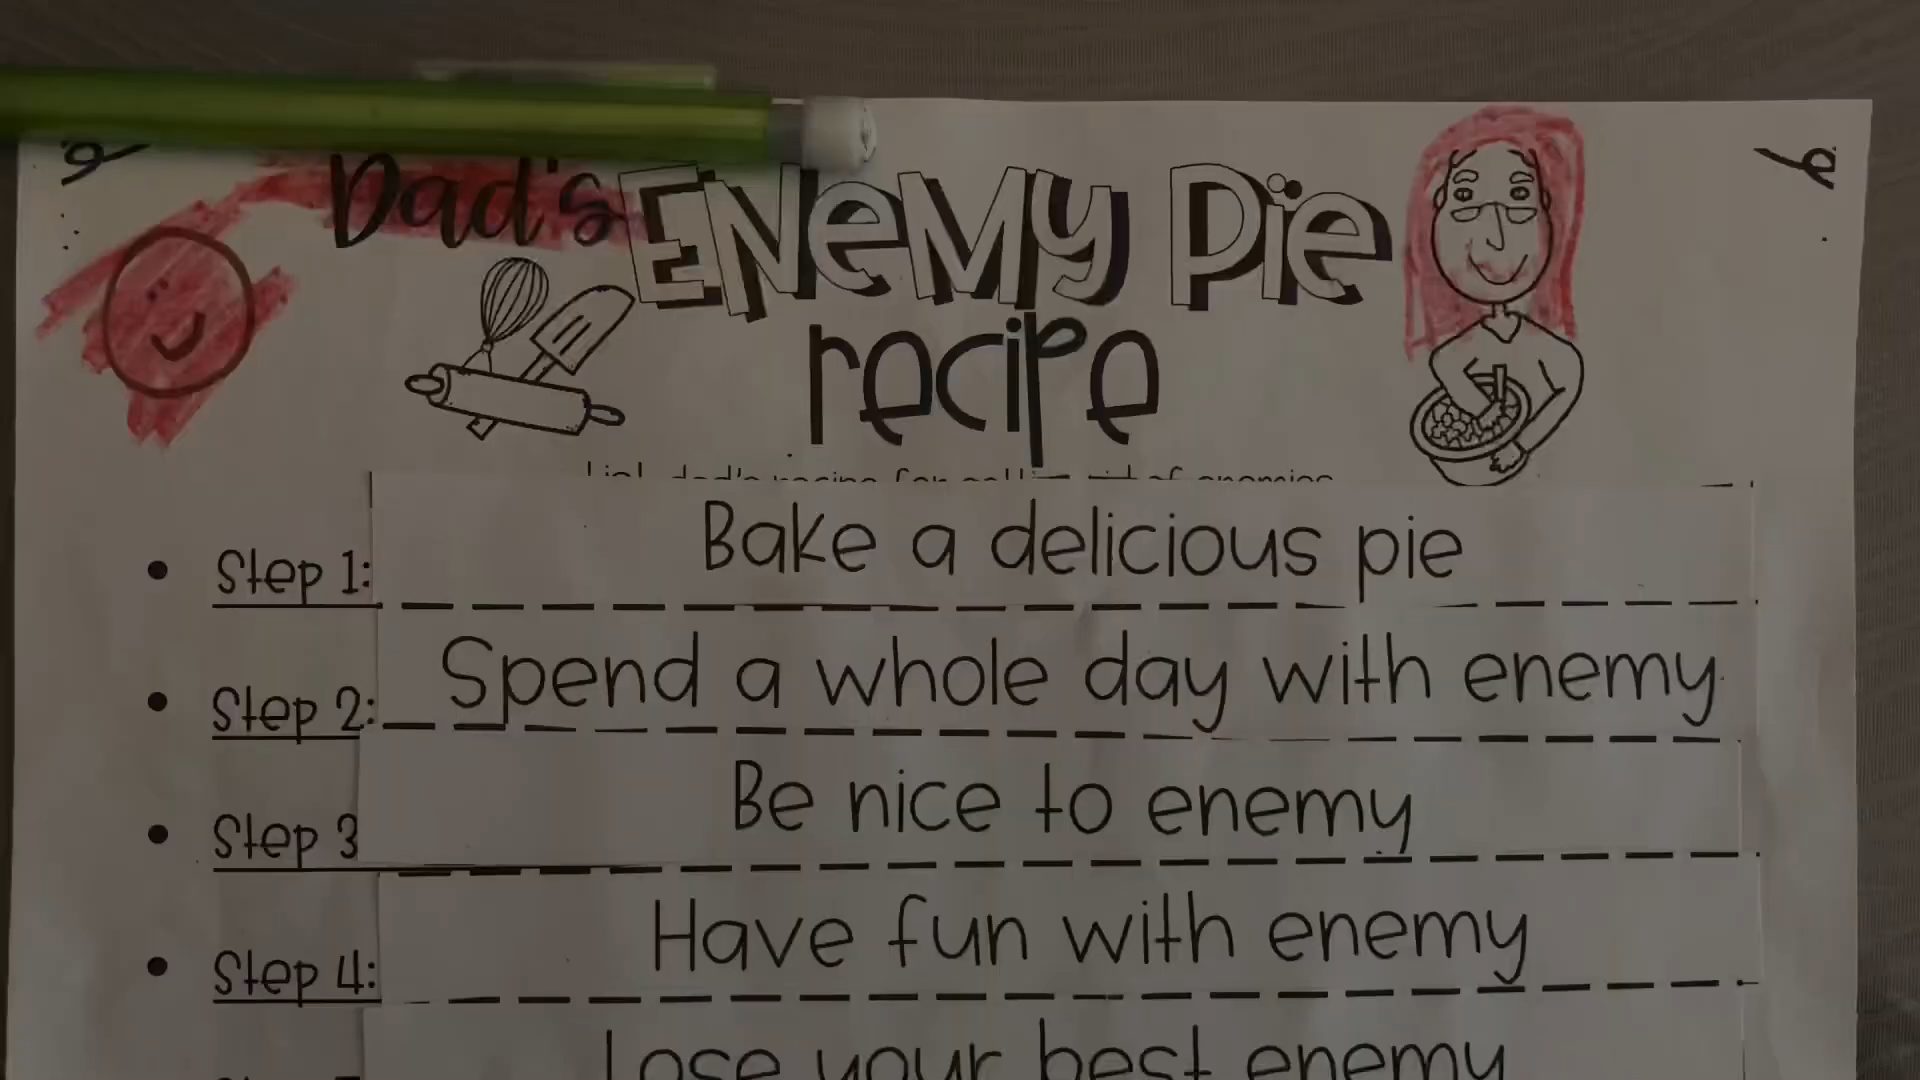 Dad's ENEMY PIE
recipe
Step 1: Bake a delicious pie
Step 2: Spend a whole day with enemy
Step 3 Be nice to enemy
Step 4: Have fun with enemy
Lose your best enemy